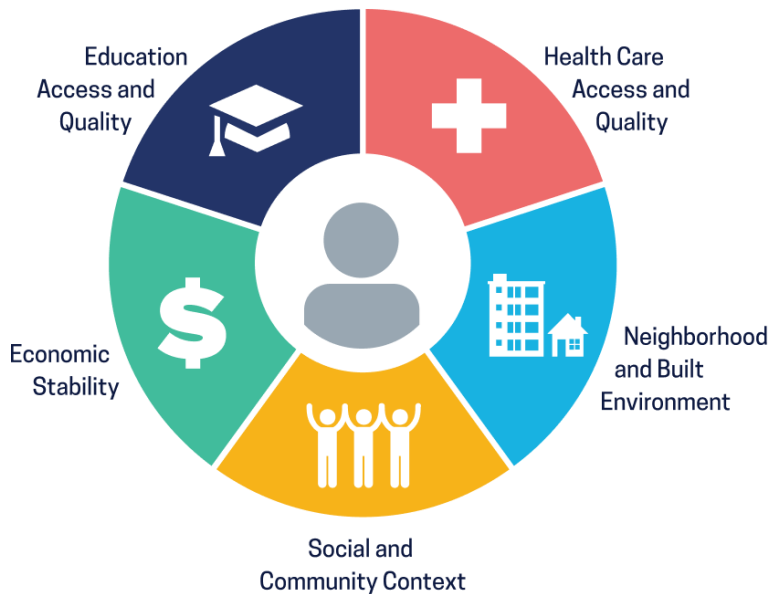 Education
Access and
Quality
Health Care
Access and
Quality
Economic
Stability
Neighborhood
and Built
Environment
Social and
Community Context